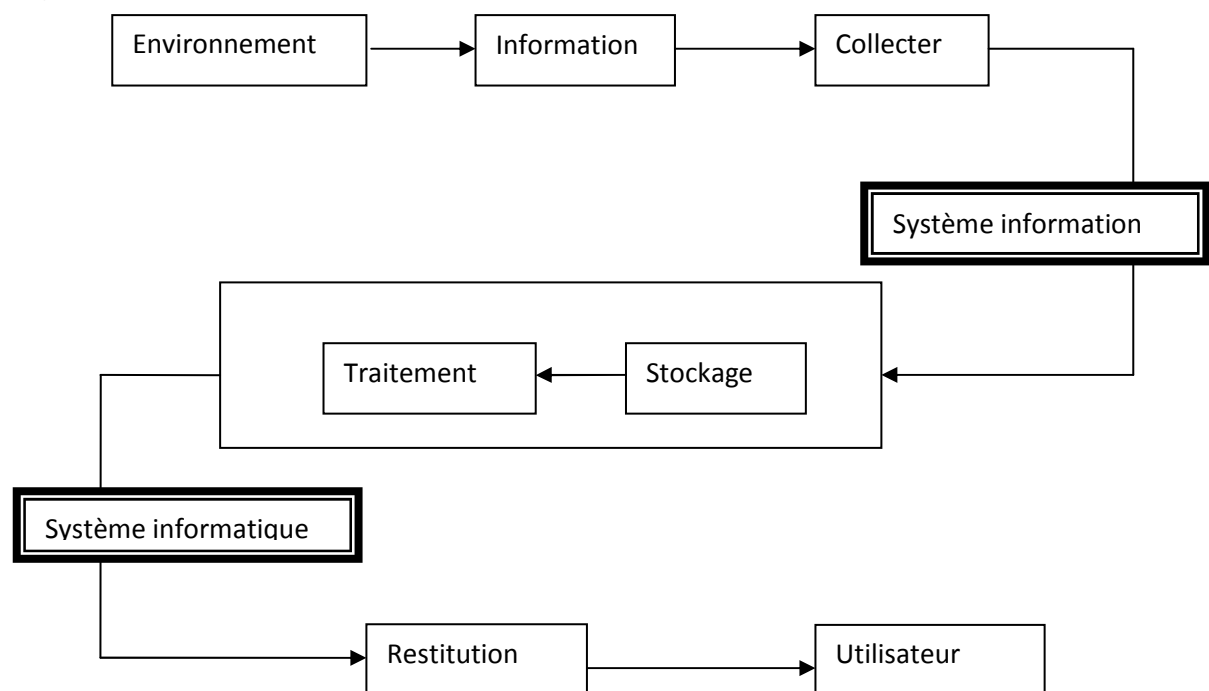 Environnement
Information
Collecter
Système information
Traitement
Stockage
Système informatique
Restitution
Utilisateur